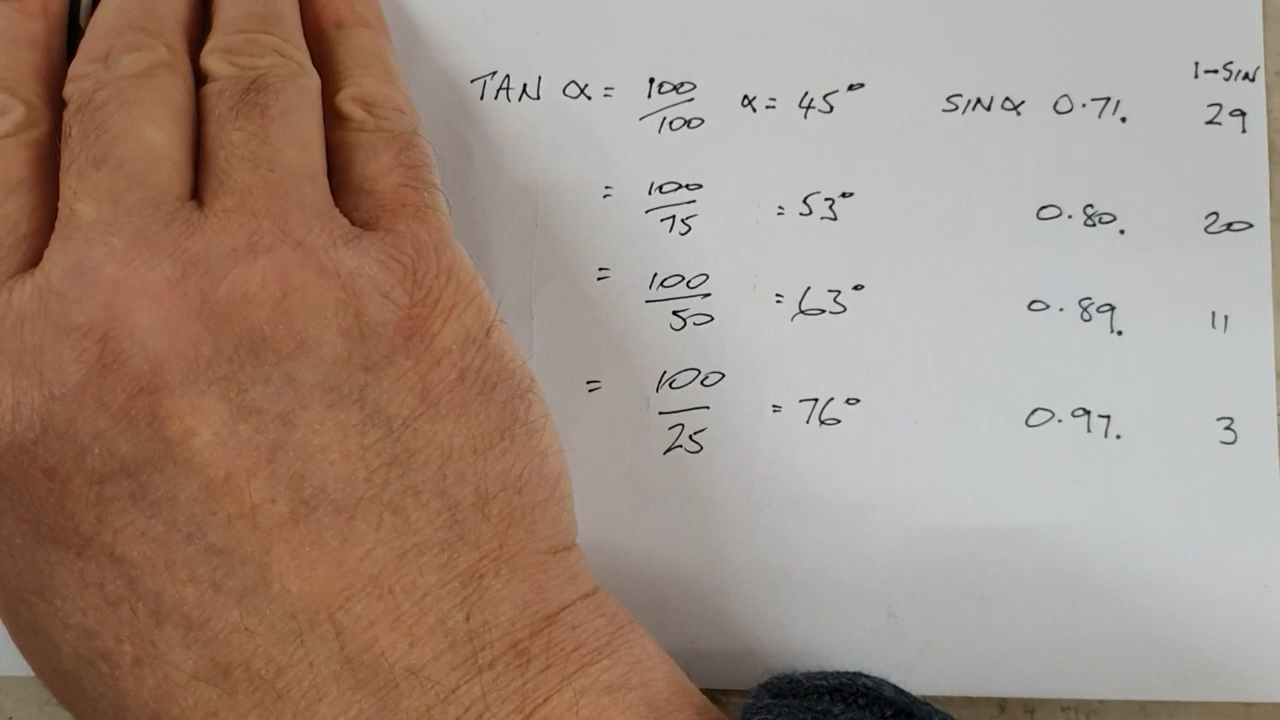 1-SIN
TAN α = 100/100 α = 45° SIN α 0.71. 29
= 100/75 = 53° 0.80. 20
= 100/50 = 63° 0.89. 11
= 100/25 = 76° 0.97. 3